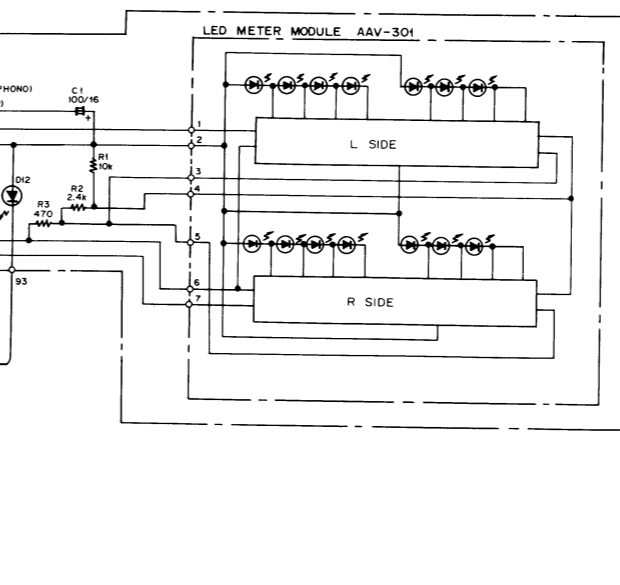 LED METER MODULE AAV-301
PHONO)
)
C1
100/16
+
1
2
L SIDE
R1
10k
3
D12
R2
2.4k
4
R3
470
5
93
6
7
R SIDE